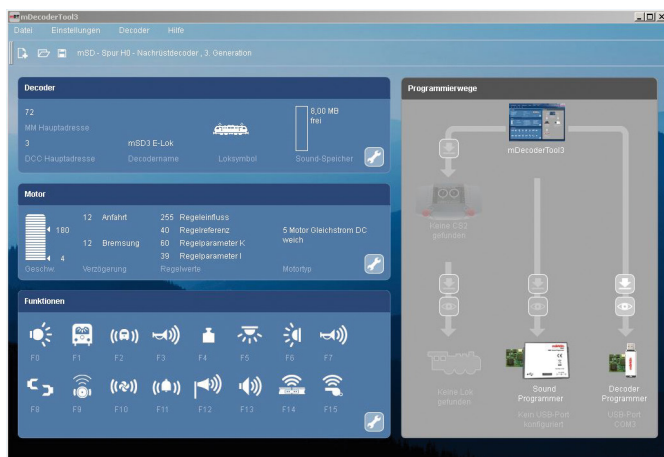 mDecoderTool3
Datei Einstellungen Decoder Hilfe
mSD - Spur H0 - Nachrüstdecoder, 3. Generation
Decoder
72
MM Hauptadresse
3
DCC Hauptadresse
mSD3 E-Lok
Decodername
Loksymbol
8,00 MB
frei
Sound-Speicher
Motor
180
4
Geschw.
12 Anfahrt
12 Bremsung
Verzögerung
255 Regeleinfluss
40 Regelreferenz
60 Regelparameter K
39 Regelparameter I
Regelwerte
5 Motor Gleichstrom DC
weich
Motortyp
Funktionen
F0 F1 F2 F3 F4 F5 F6 F7
F8 F9 F10 F11 F12 F13 F14 F15
Programmierwege
mDecoderTool3
Keine CS2
gefunden
Keine Lok
gefunden
Sound
Programmer
Kein USB-Port
konfiguriert
Decoder
Programmer
USB-Port
COM3